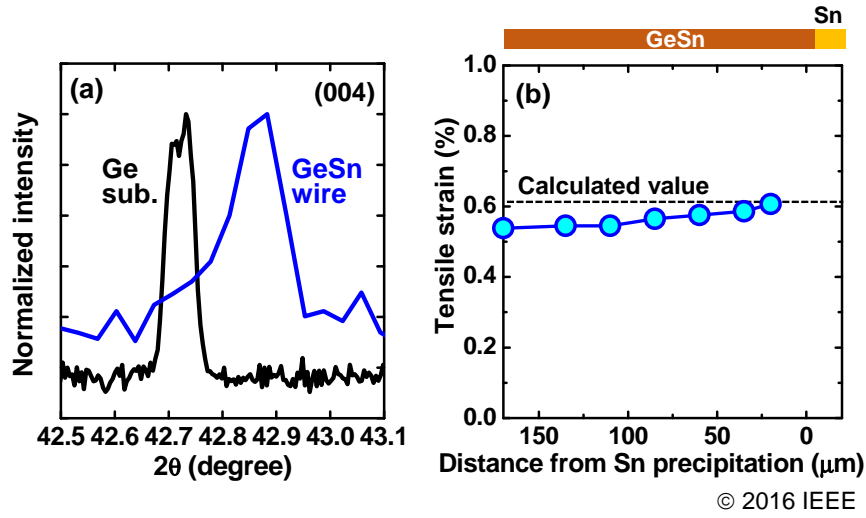 Sn
GeSn
(a)
(004)
Ge
sub.
GeSn
wire
Normalized intensity
42.5 42.6 42.7 42.8 42.9 43.0 43.1
2θ (degree)
(b)
Calculated value
Tensile strain (%)
1.0
0.8
0.6
0.4
0.2
0.0
150 100 50 0
Distance from Sn precipitation (μm)
© 2016 IEEE